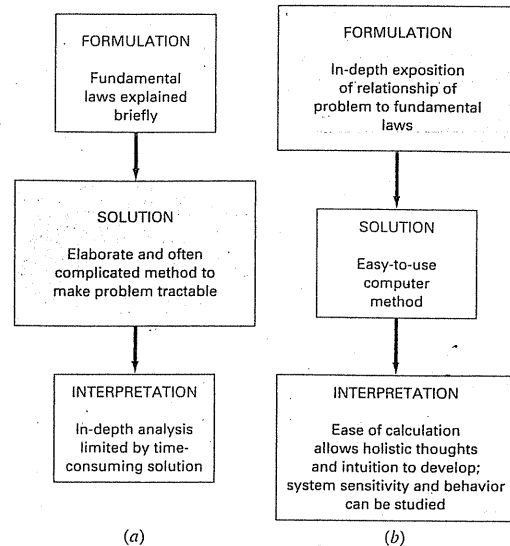 FORMULATION
Fundamental
laws explained
briefly
SOLUTION
Elaborate and often
complicated method to
make problem tractable
INTERPRETATION
In-depth analysis
limited by time-
consuming solution
(a)
FORMULATION
In-depth exposition
of relationship of
problem to fundamental
laws
SOLUTION
Easy-to-use
computer
method
INTERPRETATION
Ease of calculation
allows holistic thoughts
and intuition to develop;
system sensitivity and behavior
can be studied
(b)